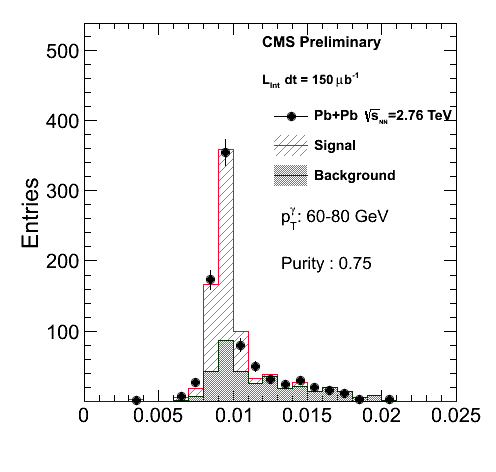 CMS Preliminary
L_int dt = 150 μb⁻¹
Pb+Pb √s_NN=2.76 TeV
Signal
Background
p_T^γ: 60-80 GeV
Purity : 0.75
Entries
500
400
300
200
100
0 0.005 0.01 0.015 0.02 0.025